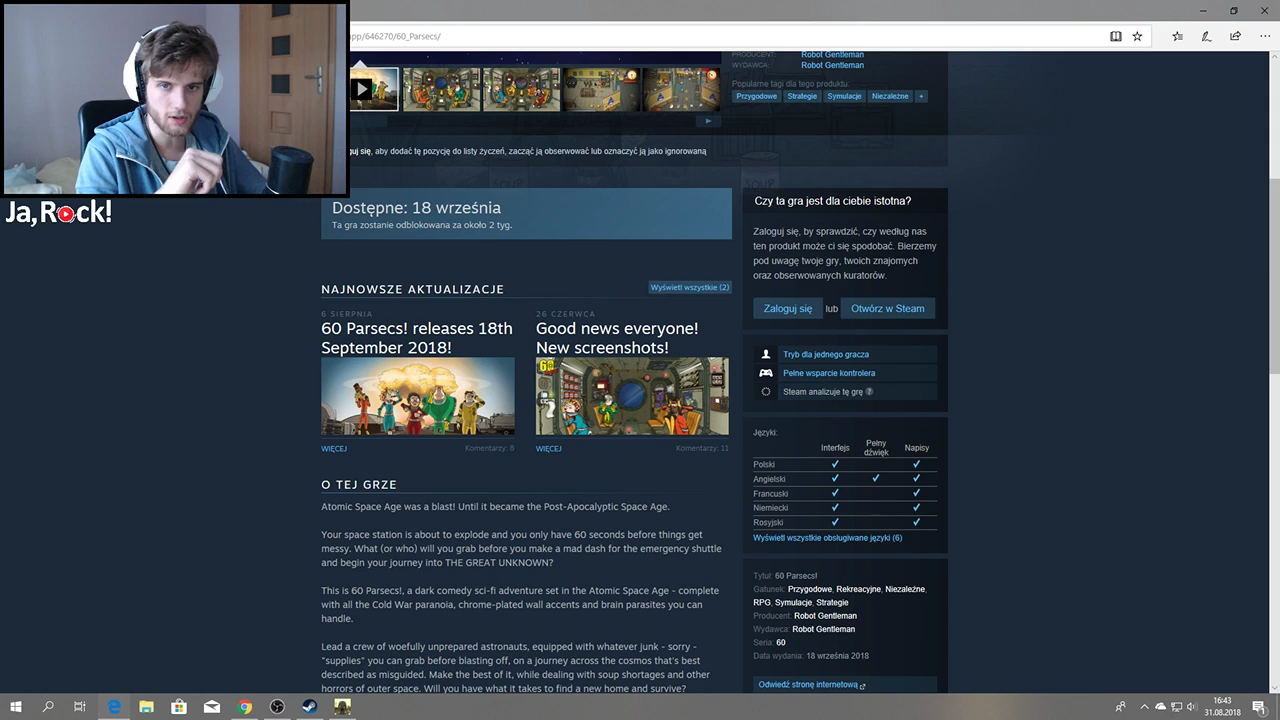 app/646270/60_Parsecs/
PRODUCENT: Robot Gentleman
WYDAWCA: Robot Gentleman
Popularne tagi dla tego produktu:
Przygodowe Strategie Symulacje Niezależne +
guj się, aby dodać tę pozycję do listy życzeń, zacząć ją obserwować lub oznaczyć ją jako ignorowaną
Ja, Rock!
Dostępne: 18 września
Ta gra zostanie odblokowana za około 2 tyg.
NAJNOWSZE AKTUALIZACJE
Wyświetl wszystkie (2)
6 SIERPNIA
60 Parsecs! releases 18th
September 2018!
WIĘCEJ
Komentarzy: 8
26 CZERWCA
Good news everyone!
New screenshots!
60
WIĘCEJ
Komentarzy: 11
O TEJ GRZE
Atomic Space Age was a blast! Until it became the Post-Apocalyptic Space Age.
Your space station is about to explode and you only have 60 seconds before things get
messy. What (or who) will you grab before you make a mad dash for the emergency shuttle
and begin your journey into THE GREAT UNKNOWN?
This is 60 Parsecs!, a dark comedy sci-fi adventure set in the Atomic Space Age - complete
with all the Cold War paranoia, chrome-plated wall accents and brain parasites you can
handle.
Lead a crew of woefully unprepared astronauts, equipped with whatever junk - sorry -
"supplies" you can grab before blasting off, on a journey across the cosmos that's best
described as misguided. Make the best of it, while dealing with soup shortages and other
horrors of outer space. Will you have what it takes to find a new home and survive?
SOUP
Czy ta gra jest dla ciebie istotna?
Zaloguj się, by sprawdzić, czy według nas
ten produkt może ci się spodobać. Bierzemy
pod uwagę twoje gry, twoich znajomych
oraz obserwowanych kuratorów.
Zaloguj się lub Otwórz w Steam
Tryb dla jednego gracza
Pełne wsparcie kontrolera
Steam analizuje tę grę ?
Języki:
Interfejs Pełny dźwięk Napisy
Polski
Angielski
Francuski
Niemiecki
Rosyjski
Wyświetl wszystkie obsługiwane języki (6)
Tytuł: 60 Parsecs!
Gatunek: Przygodowe, Rekreacyjne, Niezależne,
RPG, Symulacje, Strategie
Producent: Robot Gentleman
Wydawca: Robot Gentleman
Seria: 60
Data wydania: 18 września 2018
Odwiedź stronę internetową
16:43
31.08.2018